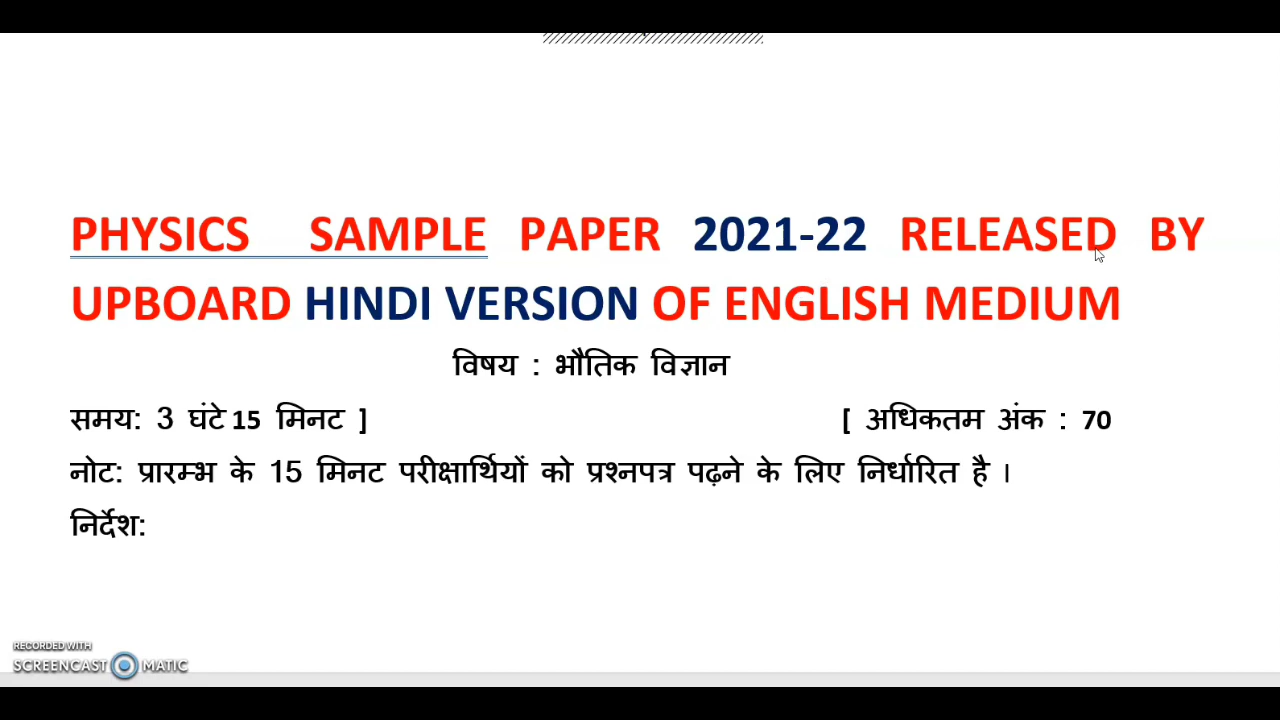 PHYSICS SAMPLE PAPER 2021-22 RELEASED BY
UPBOARD HINDI VERSION OF ENGLISH MEDIUM
विषय : भौतिक विज्ञान
समय: 3 घंटे 15 मिनट ] [ अधिकतम अंक : 70
नोट: प्रारम्भ के 15 मिनट परीक्षार्थियों को प्रश्नपत्र पढ़ने के लिए निर्धारित है ।
निर्देश:
RECORDED WITH
SCREENCAST MATIC